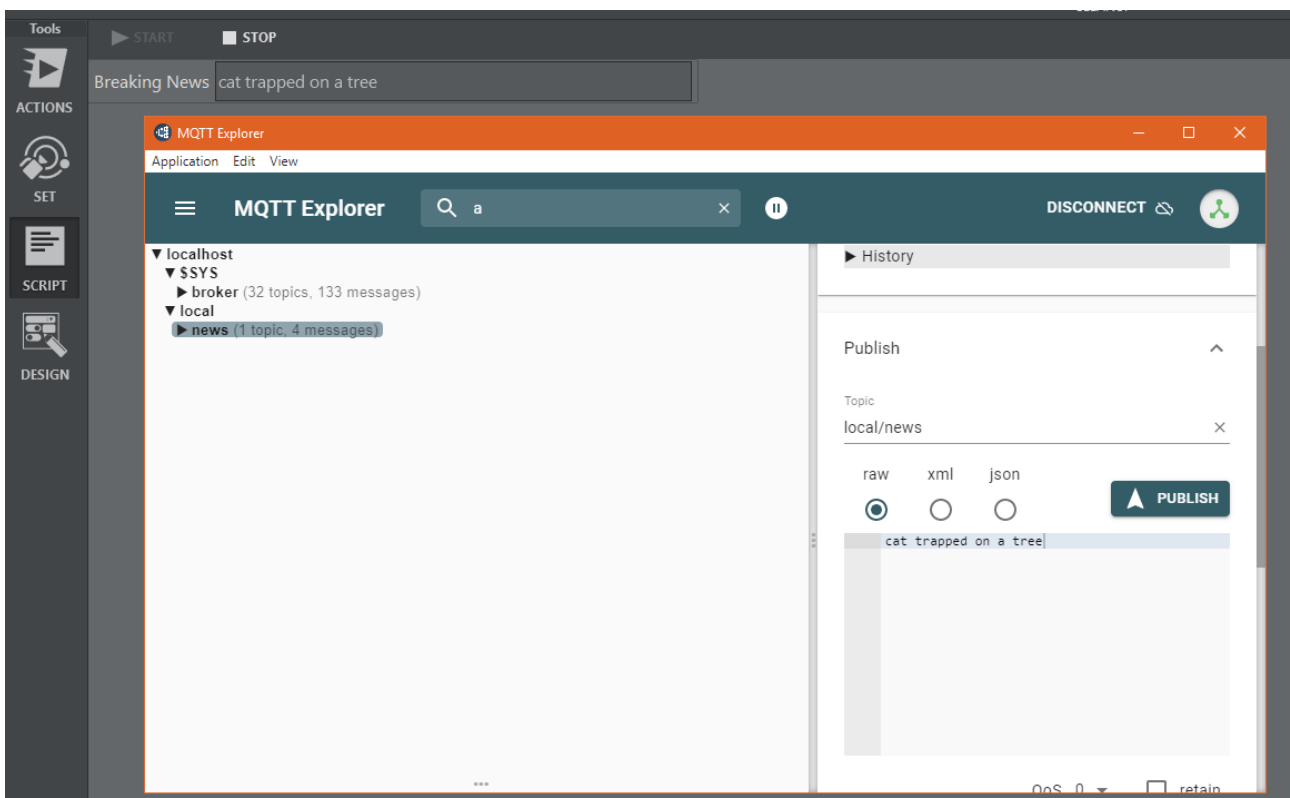 Tools
START
STOP
Breaking News cat trapped on a tree
ACTIONS
SET
SCRIPT
DESIGN
MQTT Explorer
Application Edit View
MQTT Explorer
a
DISCONNECT
▼ localhost
▼ $SYS
▶ broker (32 topics, 133 messages)
▼ local
▶ news (1 topic, 4 messages)
▶ History
Publish
Topic
local/news
raw xml json
PUBLISH
cat trapped on a tree
QoS 0
retain